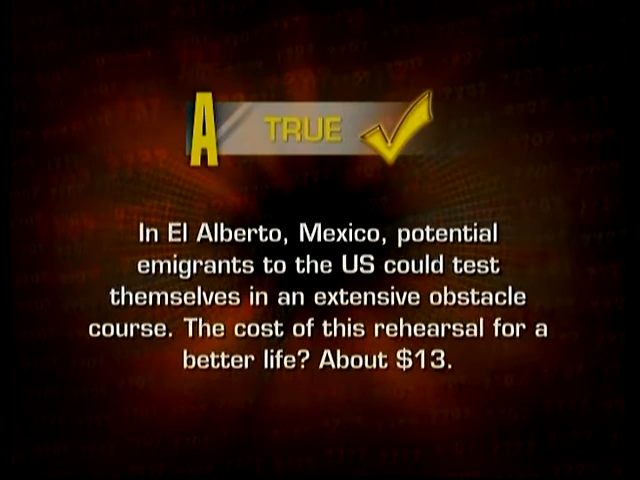 A TRUE
In El Alberto, Mexico, potential
emigrants to the US could test
themselves in an extensive obstacle
course. The cost of this rehearsal for a
better life? About $13.